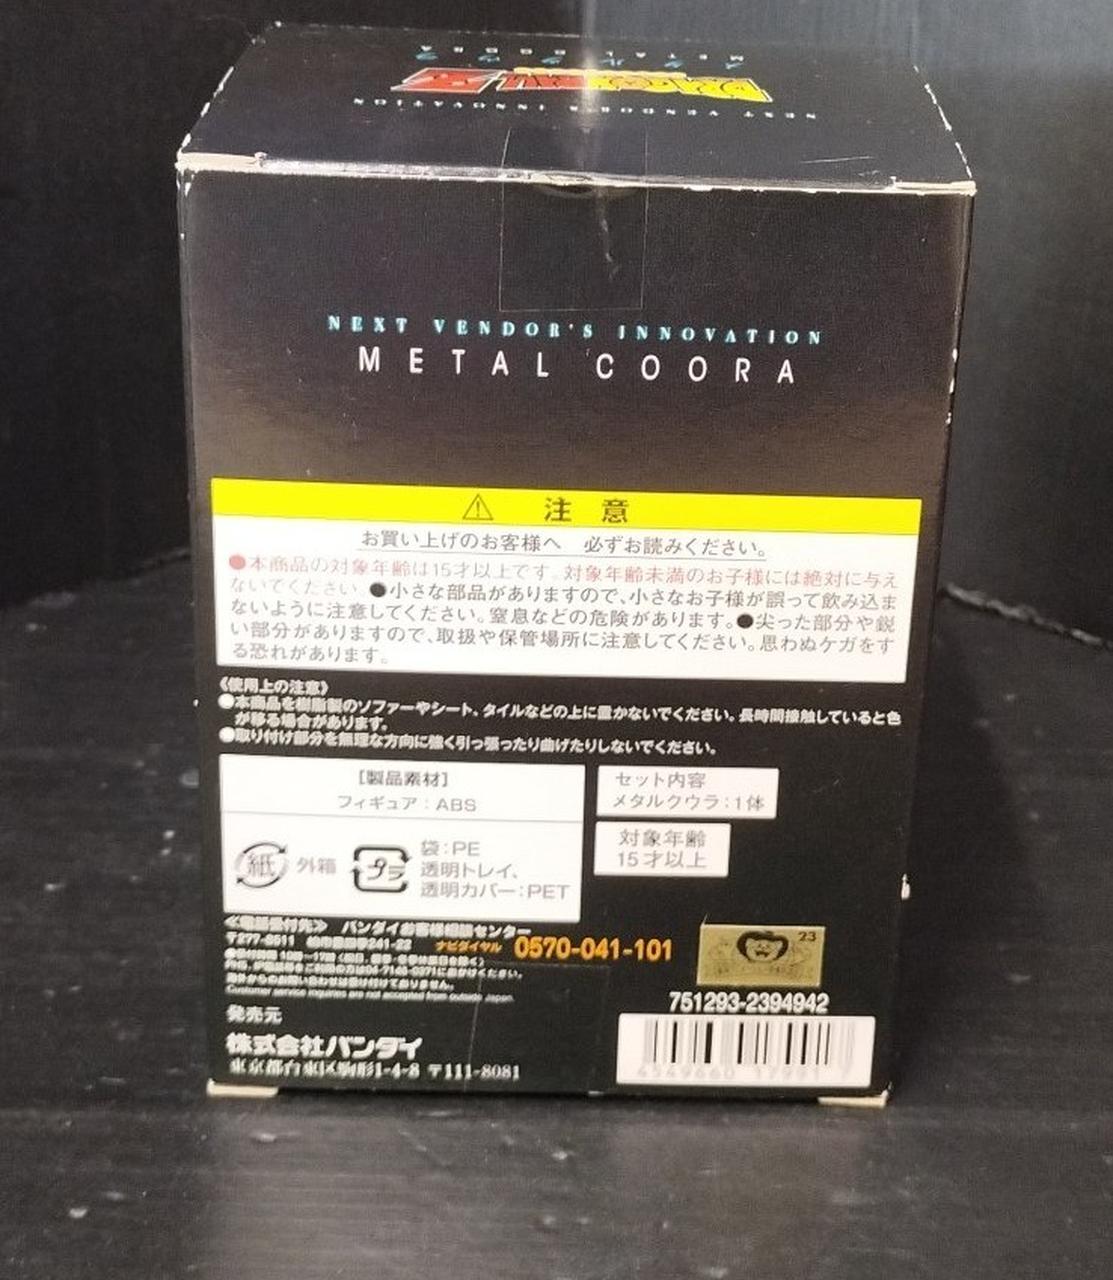 メタルクウラ
METAL COORA
DRAGONBALL Z
NEXT VENDOR'S INNOVATION
NEXT VENDOR'S INNOVATION
METAL COORA
注意
お買い上げのお客様へ 必ずお読みください。
●本商品の対象年齢は15才以上です。対象年齢未満のお子様には絶対に与え
ないでください。●小さな部品がありますので、小さなお子様が誤って飲み込ま
ないように注意してください。窒息などの危険があります。●尖った部分や鋭
い部分がありますので、取扱や保管場所に注意してください。思わぬケガをす
る恐れがあります。
《使用上の注意》
●本商品を樹脂製のソファーやシート、タイルなどの上に置かないでください。長時間接触していると色
が移る場合があります。
●取り付け部分を無理な方向に強く引っ張ったり曲げたりしないでください。
[製品素材]
フィギュア:ABS
セット内容
メタルクウラ:1体
対象年齢
15才以上
紙 外箱
プラ
袋:PE
透明トレイ、
透明カバー:PET
バンダイお客様相談センター
〒277-8511 241-22 ナビダイヤル 0570-041-101
Customer service inquiries are not accepted from outside Japan.
23
751293-2394942
発売元
株式会社バンダイ
東京都台東区駒形1-4-8 〒111-8081